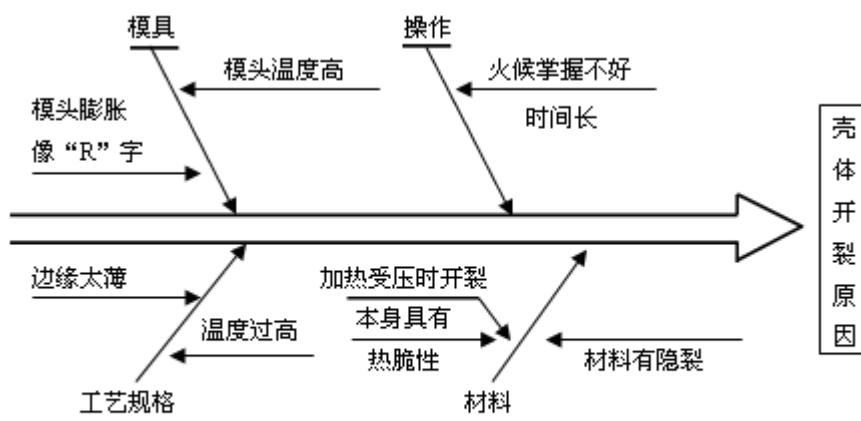 模具
操作
模头温度高
火候掌握不好
时间长
模头膨胀
像“R”字
壳体开裂原因
边缘太薄
温度过高
加热受压时开裂
本身具有
热脆性
材料有隐裂
工艺规格
材料